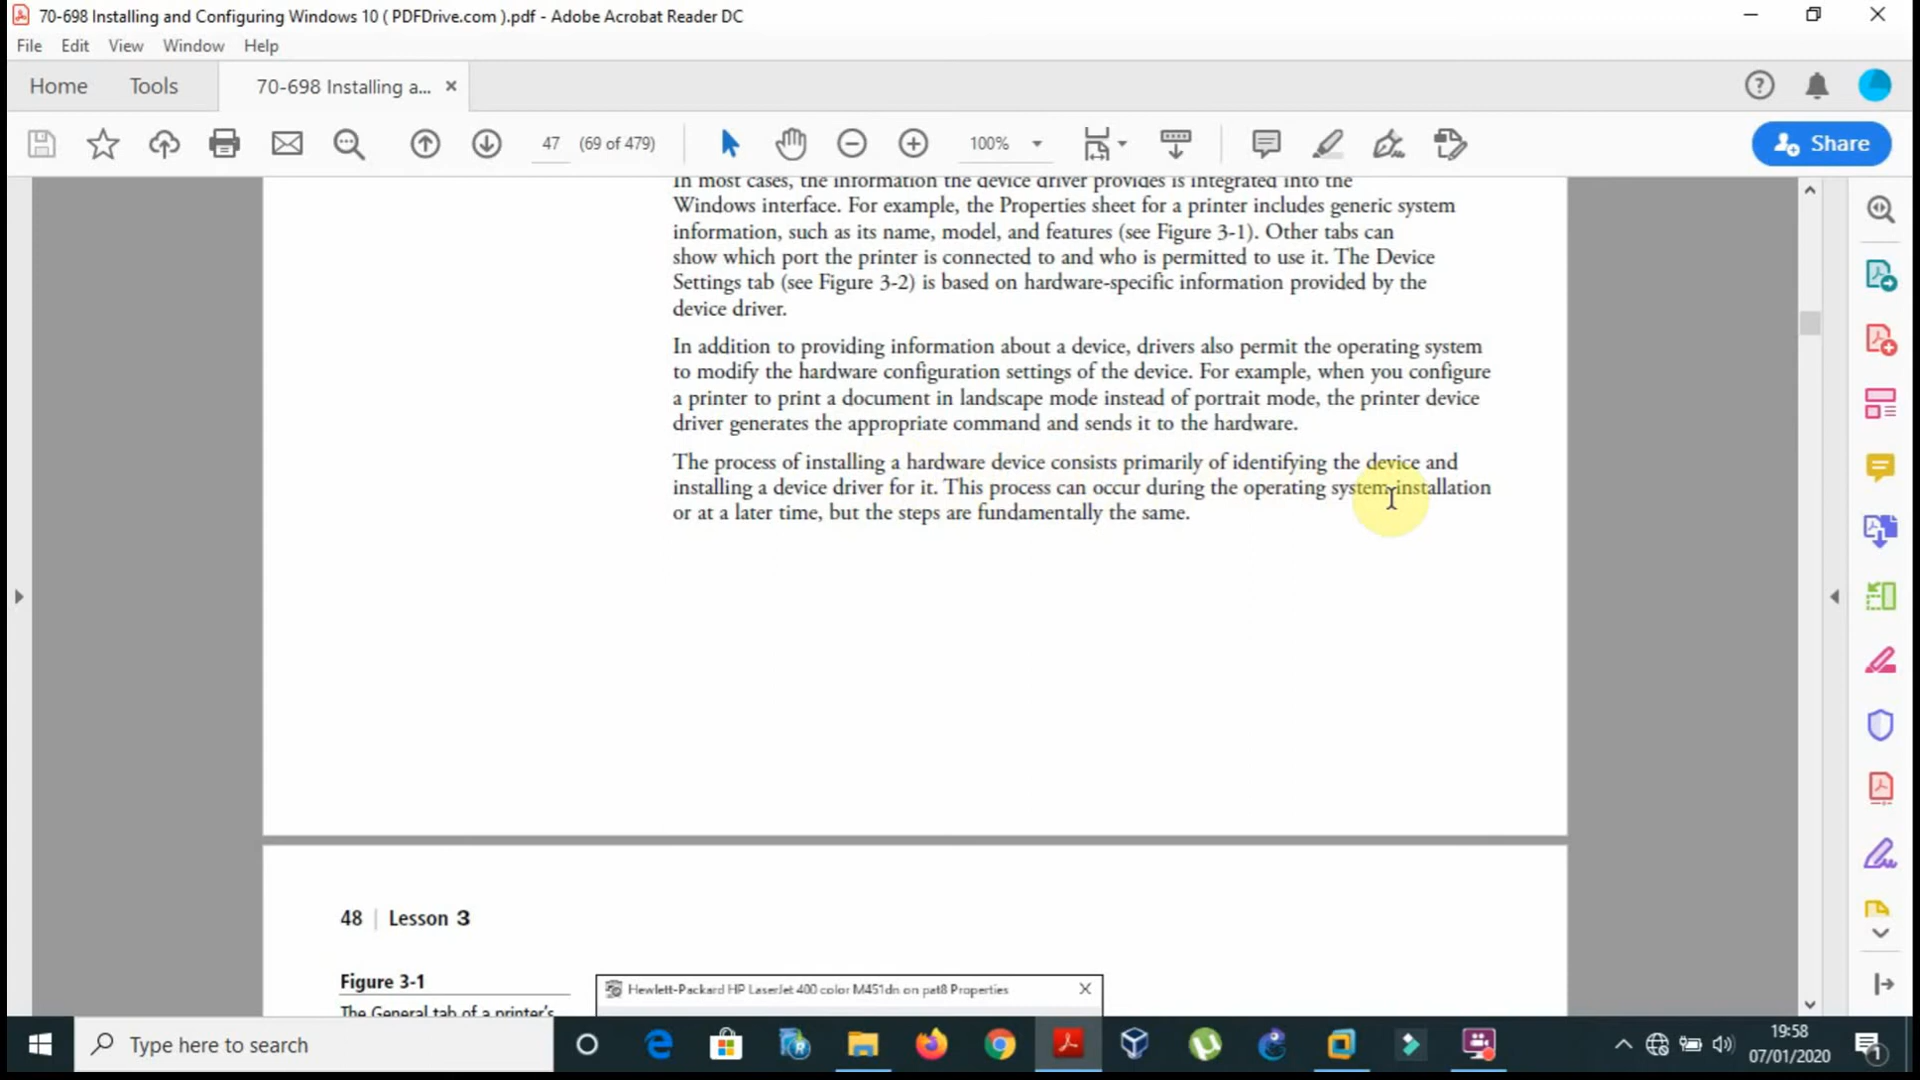 70-698 Installing and Configuring Windows 10 ( PDFDrive.com ).pdf - Adobe Acrobat Reader DC
File Edit View Window Help
Home Tools 70-698 Installing a... ×
47 (69 of 479) 100% Share
In most cases, the information the device driver provides is integrated into the
Windows interface. For example, the Properties sheet for a printer includes generic system
information, such as its name, model, and features (see Figure 3-1). Other tabs can
show which port the printer is connected to and who is permitted to use it. The Device
Settings tab (see Figure 3-2) is based on hardware-specific information provided by the
device driver.
In addition to providing information about a device, drivers also permit the operating system
to modify the hardware configuration settings of the device. For example, when you configure
a printer to print a document in landscape mode instead of portrait mode, the printer device
driver generates the appropriate command and sends it to the hardware.
The process of installing a hardware device consists primarily of identifying the device and
installing a device driver for it. This process can occur during the operating system installation
or at a later time, but the steps are fundamentally the same.
48 | Lesson 3
Figure 3-1
Hewlett-Packard HP LaserJet 400 color M451dn on pat8 Properties
The General tab of a printer's
Type here to search
19:58
07/01/2020
1